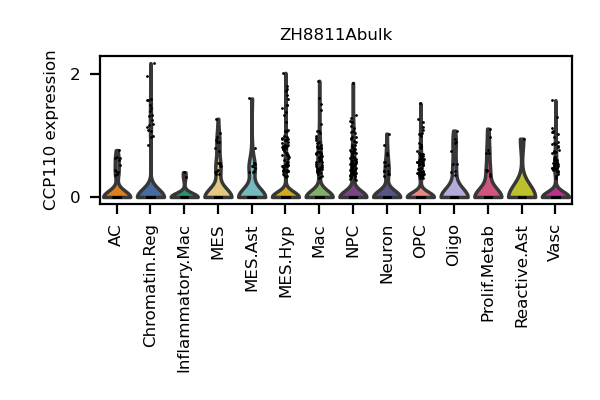 ZH8811Abulk
CCP110 expression
2
0
AC
Chromatin.Reg
Inflammatory.Mac
MES
MES.Ast
MES.Hyp
Mac
NPC
Neuron
OPC
Oligo
Prolif.Metab
Reactive.Ast
Vasc